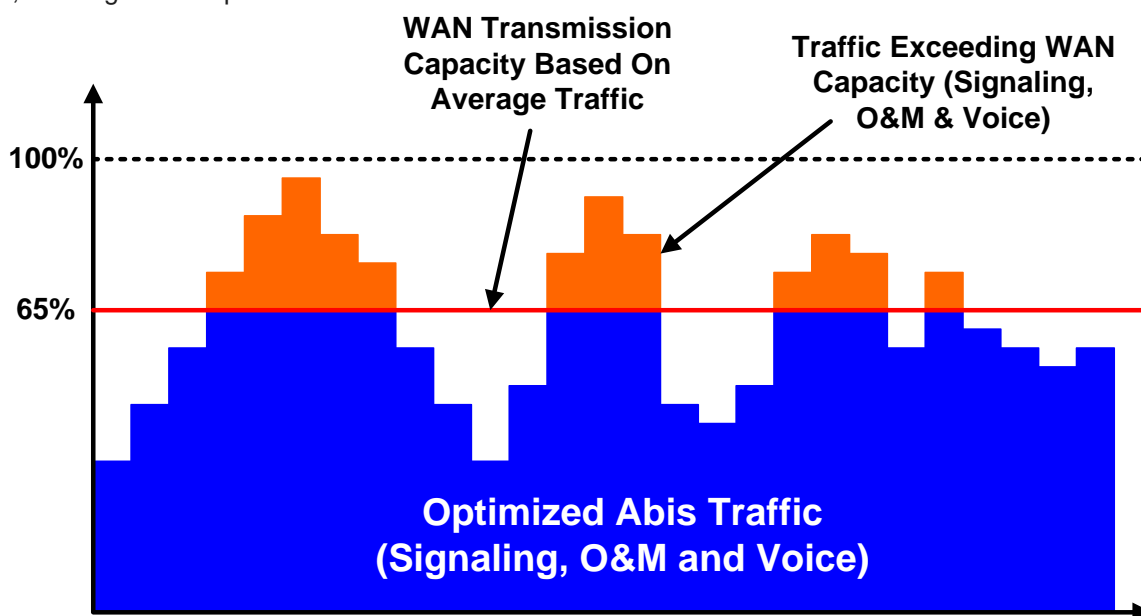 WAN Transmission
Capacity Based On
Average Traffic
Traffic Exceeding WAN
Capacity (Signaling,
O&M & Voice)
100%
65%
Optimized Abis Traffic
(Signaling, O&M and Voice)